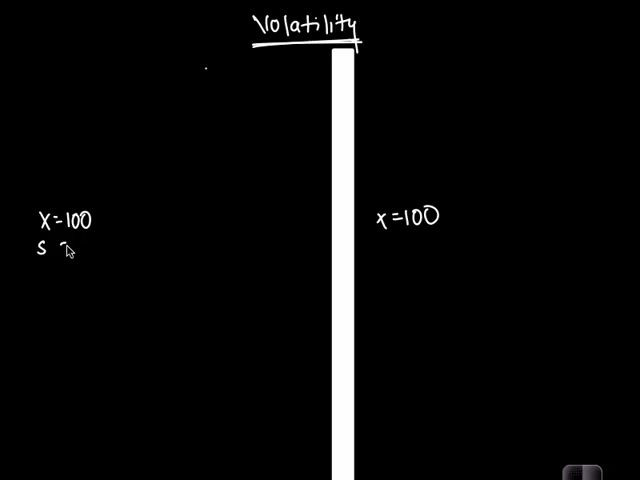 Volatility
X=100
x=100
S =